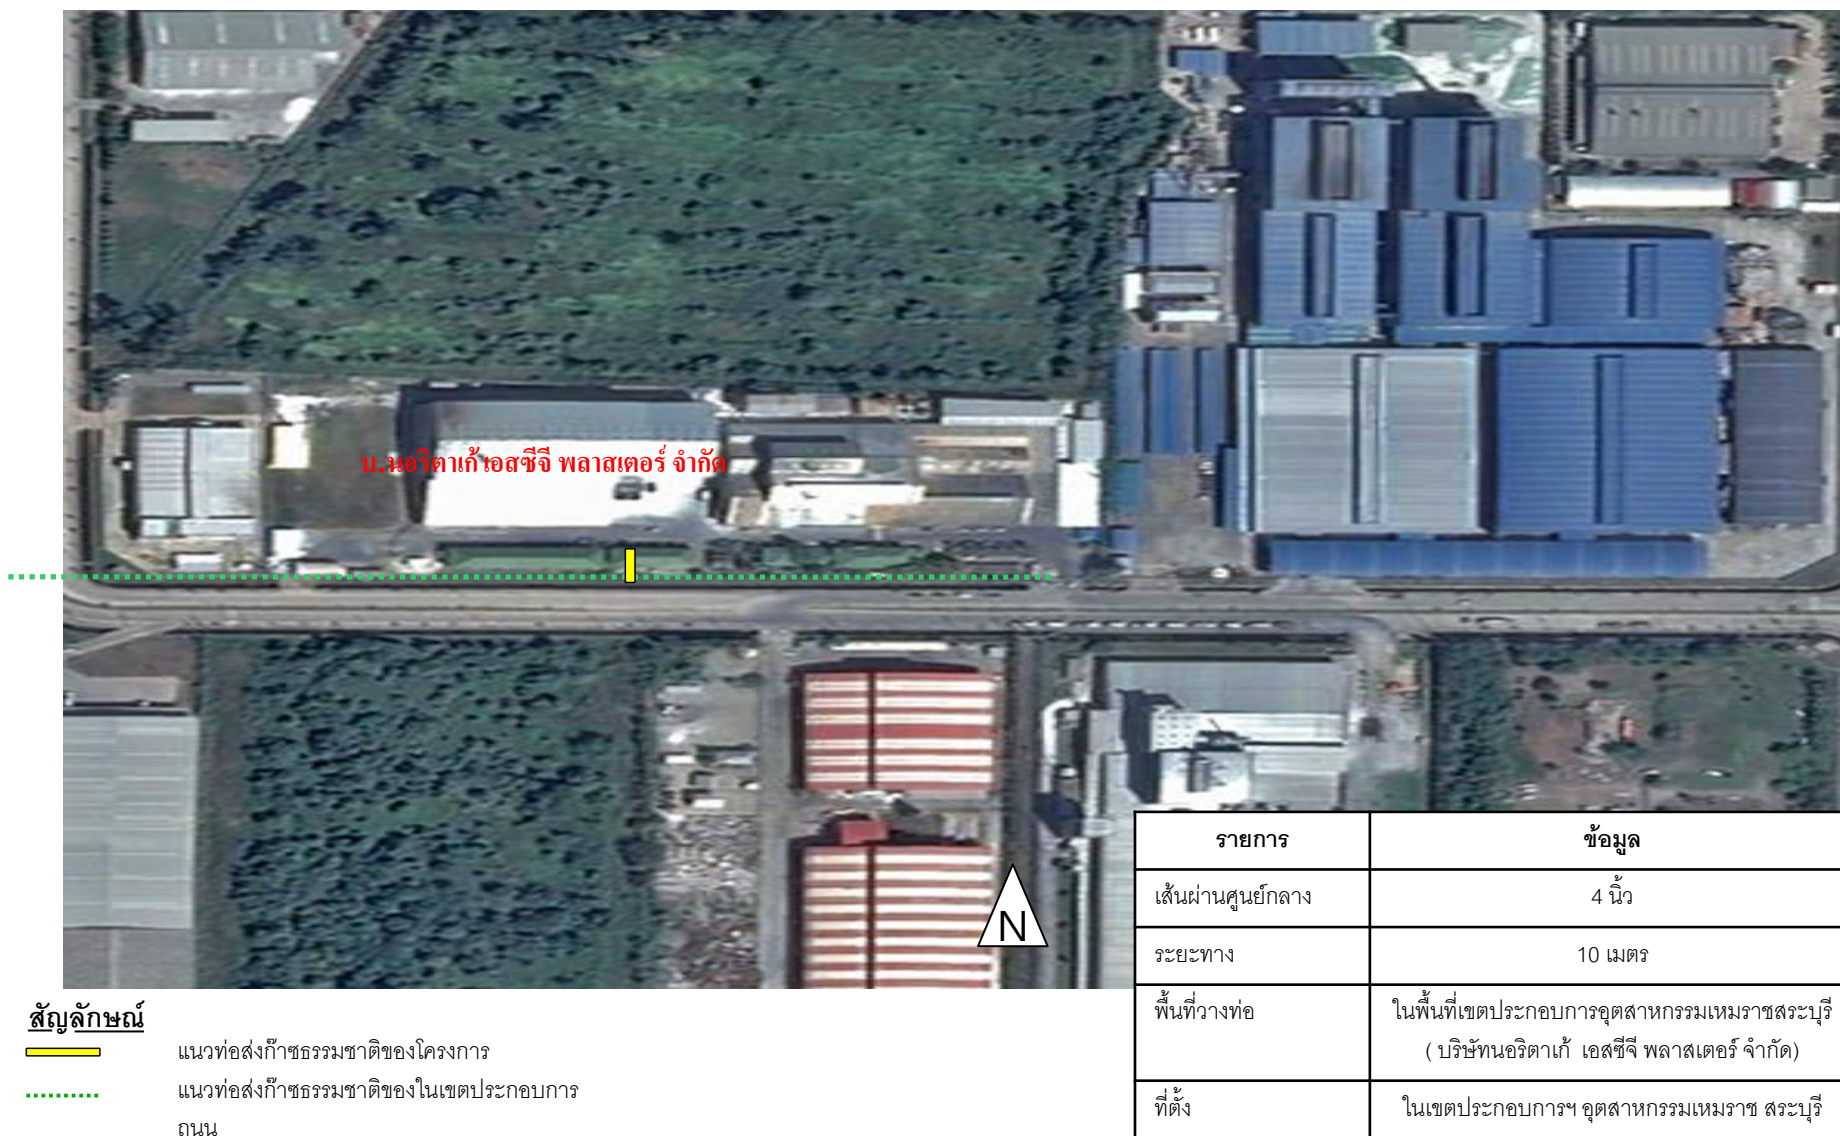 บ.นอริตาเก้ เอสซีจี พลาสเตอร์ จำกัด
N
รายการ ข้อมูล
เส้นผ่านศูนย์กลาง 4 นิ้ว
ระยะทาง 10 เมตร
พื้นที่วางท่อ ในพื้นที่เขตประกอบการอุตสาหกรรมเหมราชสระบุรี
( บริษัทนอริตาเก้ เอสซีจี พลาสเตอร์ จำกัด)
ที่ตั้ง ในเขตประกอบการฯ อุตสาหกรรมเหมราช สระบุรี
สัญลักษณ์
แนวท่อส่งก๊าซธรรมชาติของโครงการ
แนวท่อส่งก๊าซธรรมชาติของในเขตประกอบการ
ถนน